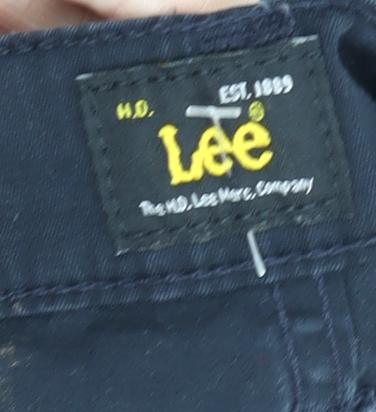 H.D. EST. 1889
Lee®
The H.D. Lee Merc. Company